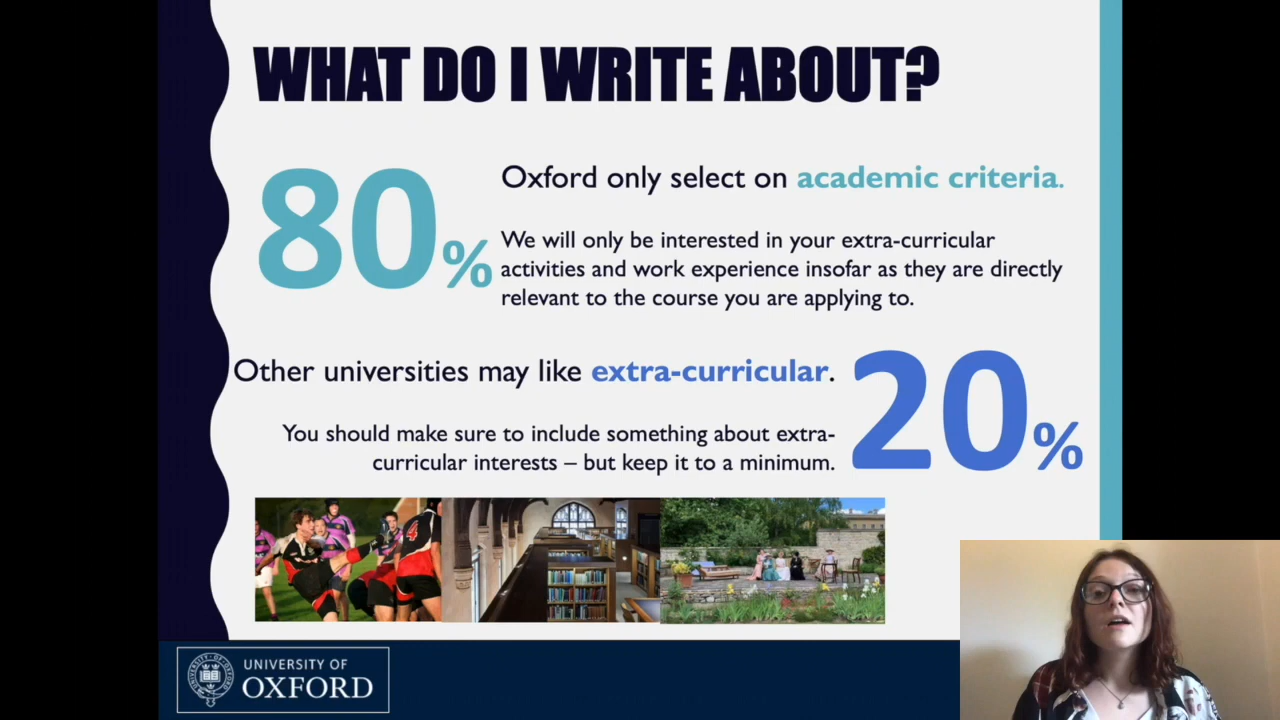 WHAT DO I WRITE ABOUT?
80%
Oxford only select on academic criteria.
We will only be interested in your extra-curricular
activities and work experience insofar as they are directly
relevant to the course you are applying to.
Other universities may like extra-curricular.
20%
You should make sure to include something about extra-
curricular interests – but keep it to a minimum.
4
UNIVERSITY OF
OXFORD